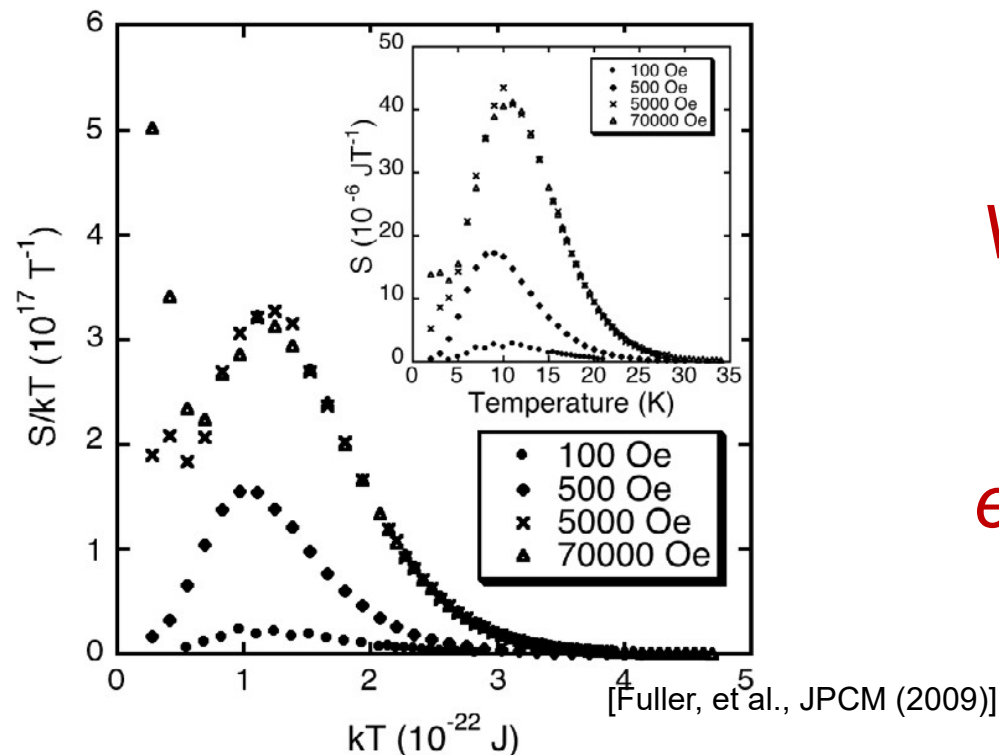 6
5
4
3
2
1
0
S/kT (10^17 T^-1)
0 1 2 3 4 5
kT (10^-22 J)
50
40
30
20
10
0
S (10^-6 JT^-1)
0 5 10 15 20 25 30 35
Temperature (K)
100 Oe
500 Oe
5000 Oe
70000 Oe
100 Oe
500 Oe
5000 Oe
70000 Oe
[Fuller, et al., JPCM (2009)]